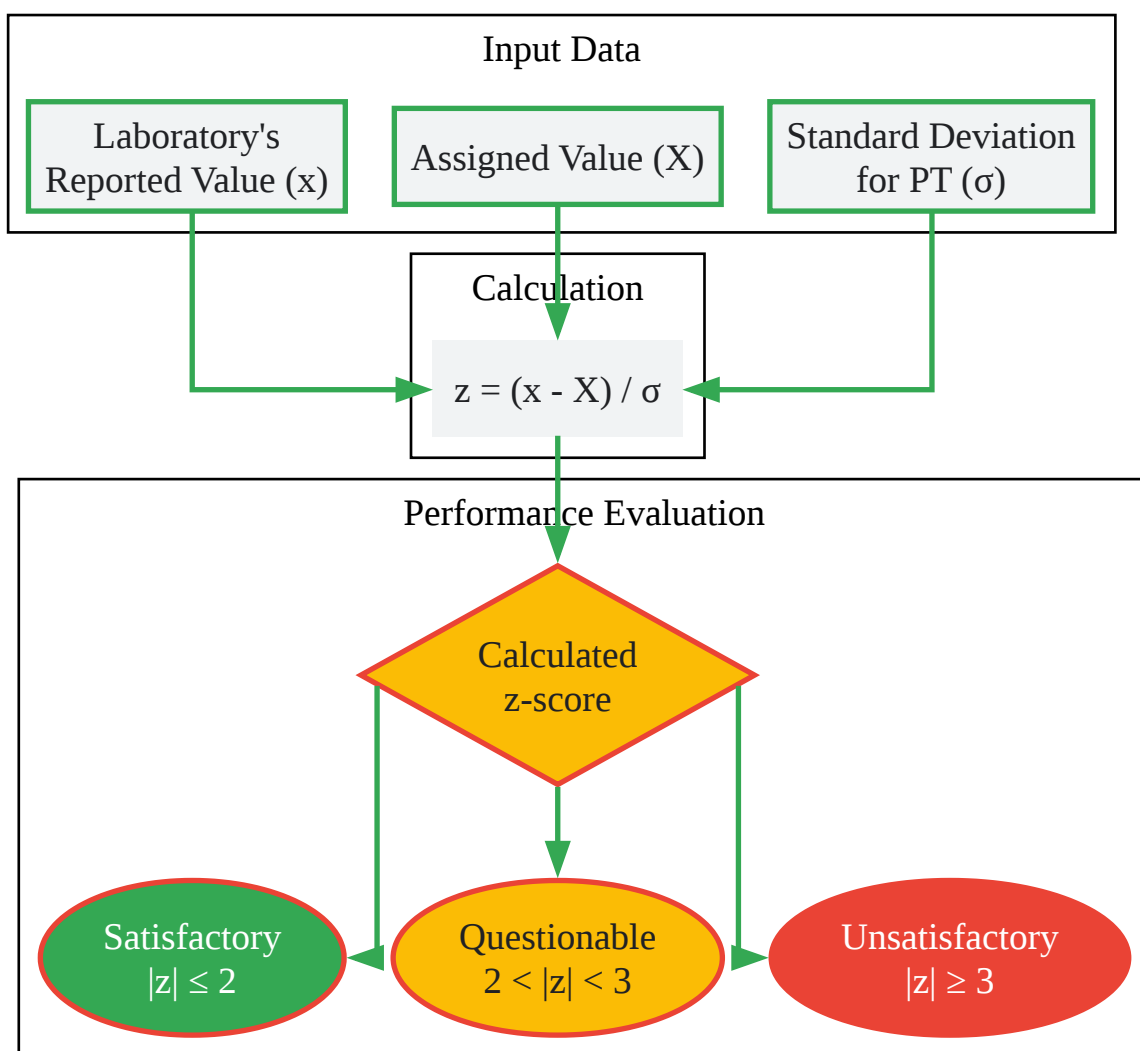 Input Data
Laboratory's
Reported Value (x)
Assigned Value (X)
Standard Deviation
for PT (σ)
Calculation
z = (x - X) / σ
Performance Evaluation
Calculated
z-score
Satisfactory
|z| ≤ 2
Questionable
2 < |z| < 3
Unsatisfactory
|z| ≥ 3